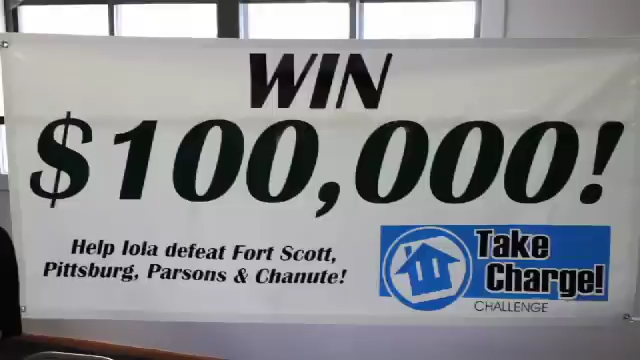 WIN
$100,000!
Help Iola defeat Fort Scott,
Pittsburg, Parsons & Chanute!
Take
Charge!
CHALLENGE